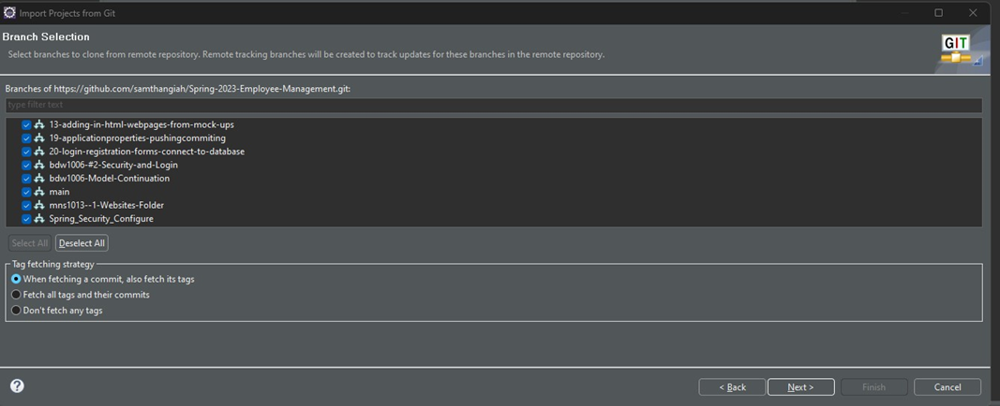 Import Projects from Git
Branch Selection
Select branches to clone from remote repository. Remote tracking branches will be created to track updates for these branches in the remote repository.
GIT
Branches of https://github.com/samthangiah/Spring-2023-Employee-Management.git:
type filter text
13-adding-in-html-webpages-from-mock-ups
19-applicationproperties-pushingcommiting
20-login-registration-forms-connect-to-database
bdw1006-#2-Security-and-Login
bdw1006-Model-Continuation
main
mns1013--1-Websites-Folder
Spring_Security_Configure
Select All Deselect All
Tag fetching strategy
When fetching a commit, also fetch its tags
Fetch all tags and their commits
Don't fetch any tags
? < Back Next > Finish Cancel